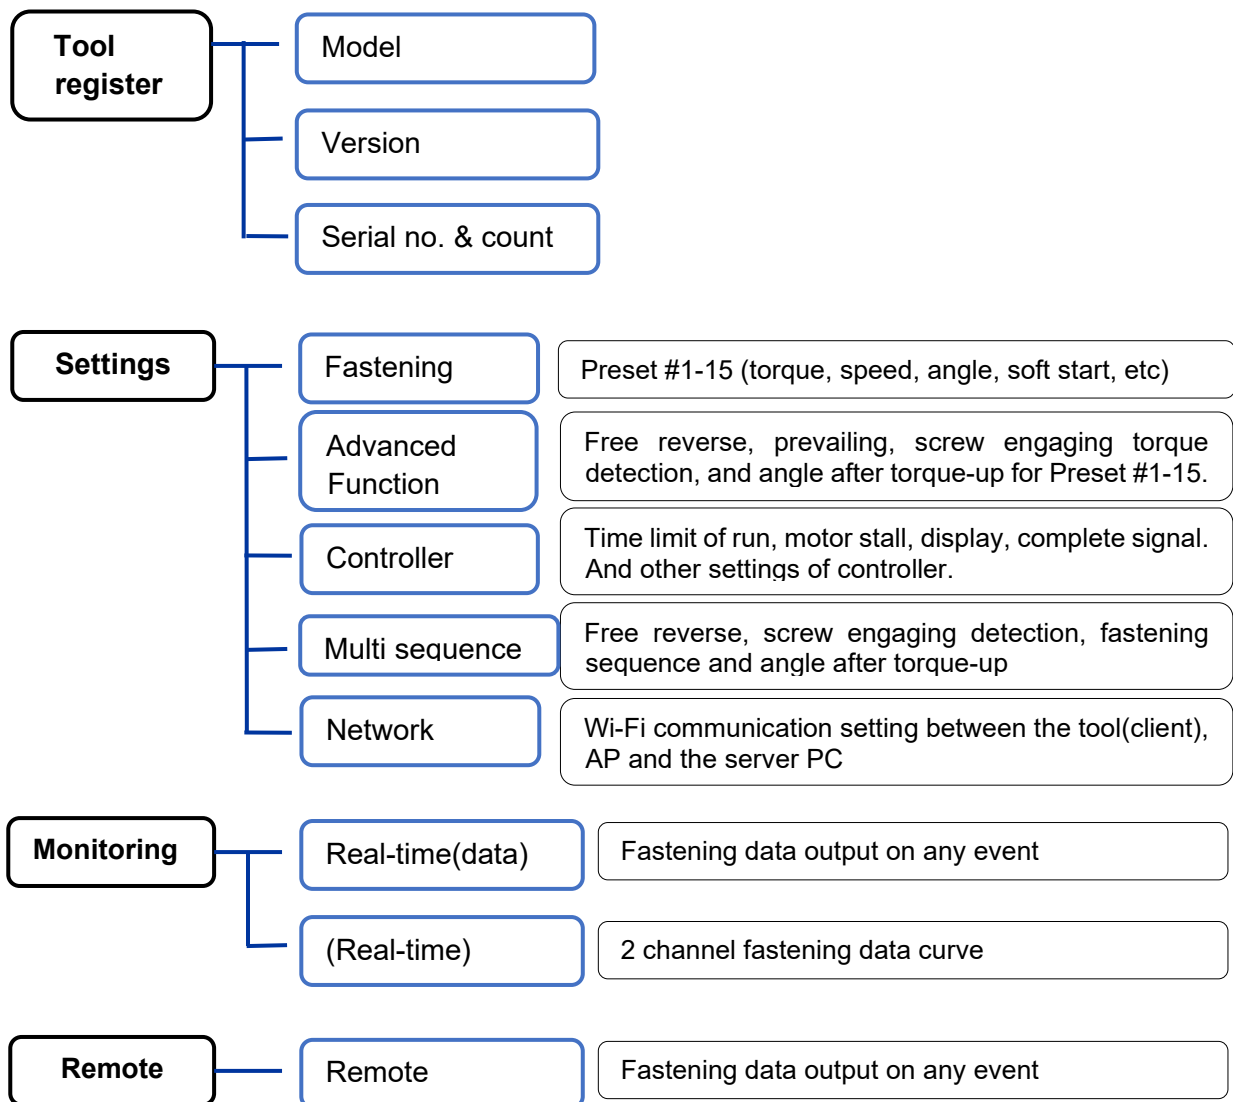 Tool
register
Model
Version
Serial no. & count
Settings
Fastening
Preset #1-15 (torque, speed, angle, soft start, etc)
Advanced
Function
Free reverse, prevailing, screw engaging torque
detection, and angle after torque-up for Preset #1-15.
Controller
Time limit of run, motor stall, display, complete signal.
And other settings of controller.
Multi sequence
Free reverse, screw engaging detection, fastening
sequence and angle after torque-up
Network
Wi-Fi communication setting between the tool(client),
AP and the server PC
Monitoring
Real-time(data)
Fastening data output on any event
(Real-time)
2 channel fastening data curve
Remote
Remote
Fastening data output on any event